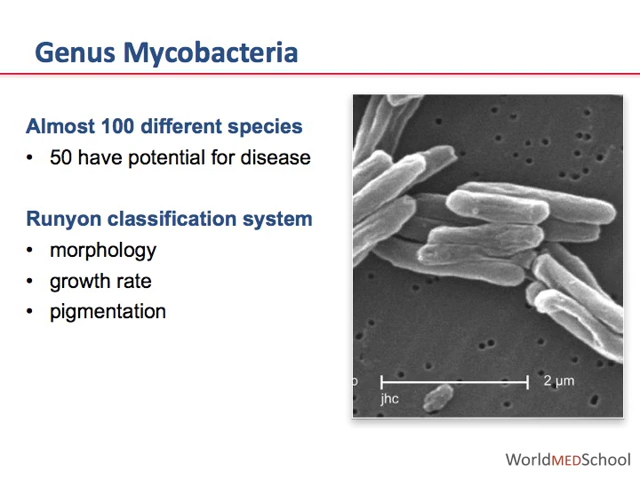 Genus Mycobacteria
Almost 100 different species
• 50 have potential for disease
Runyon classification system
• morphology
• growth rate
• pigmentation
2 µm
jhc
WorldMEDSchool